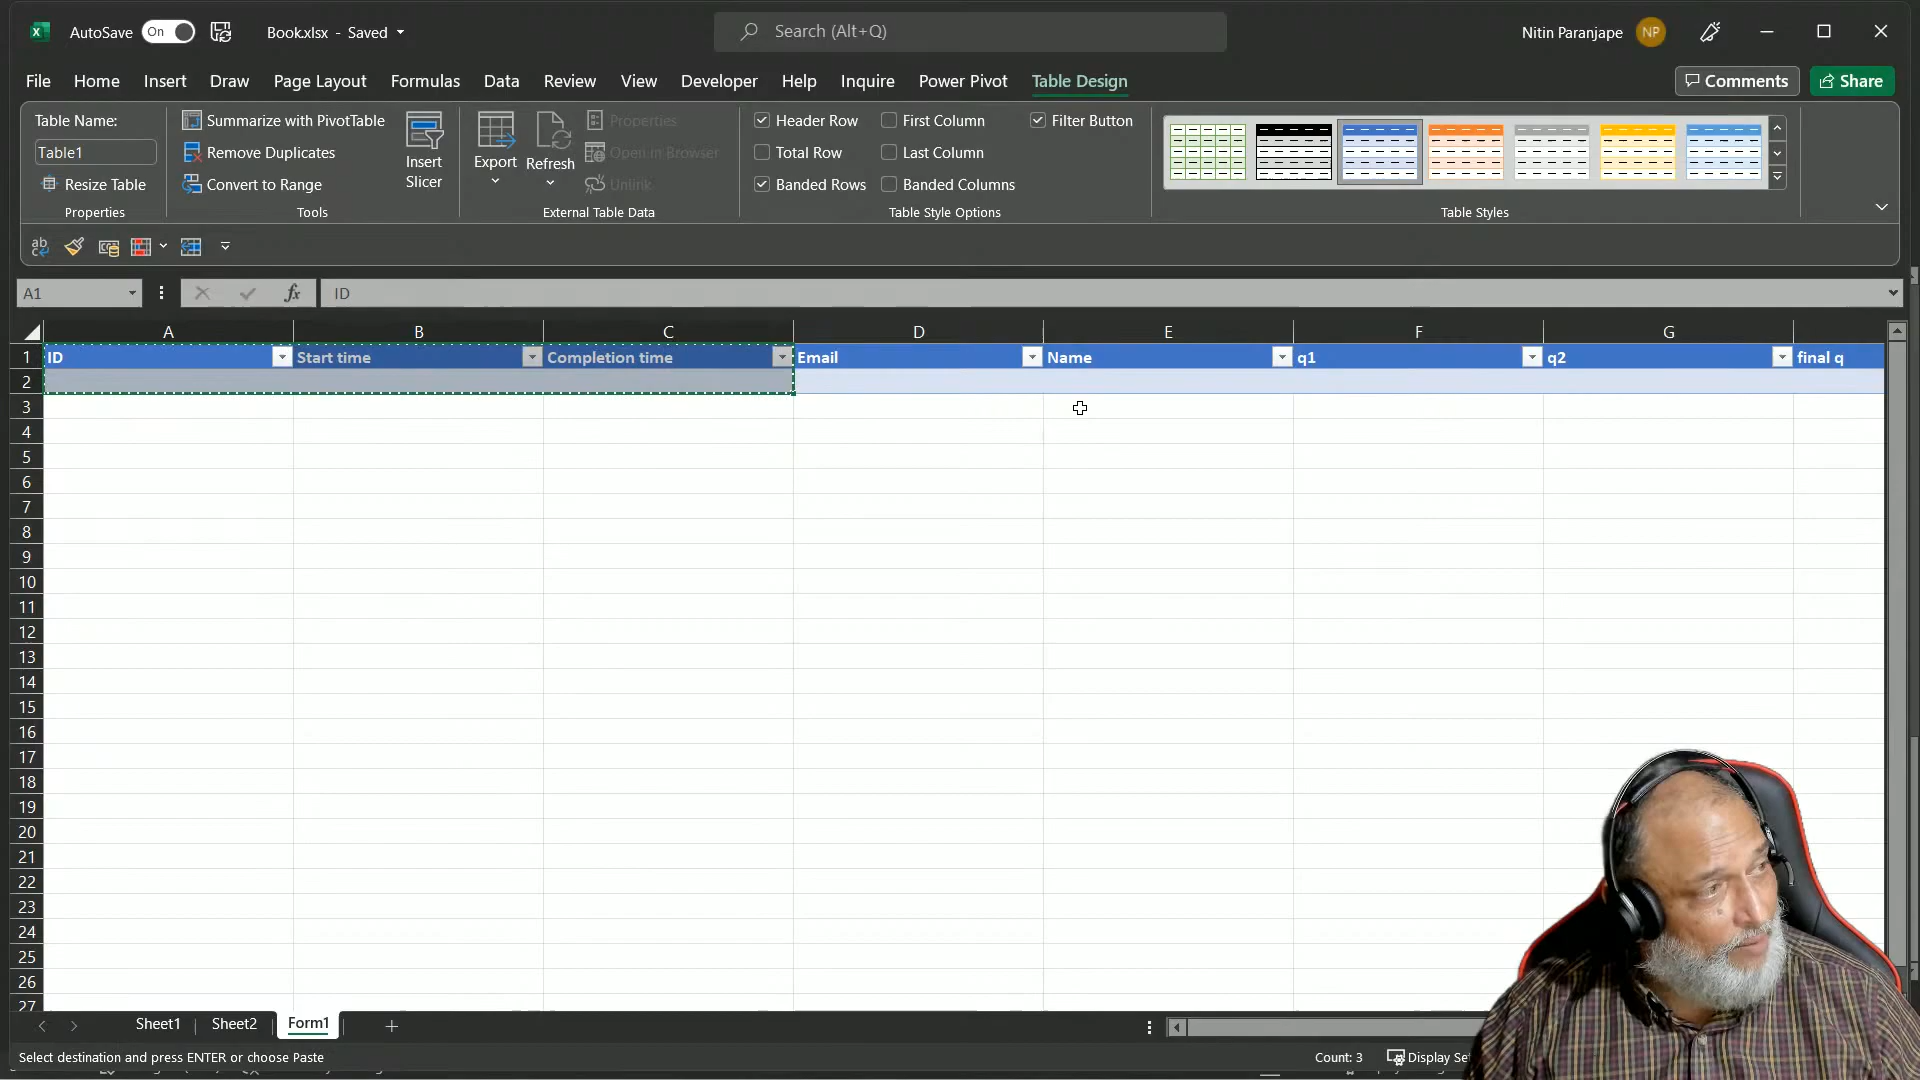 AutoSave On Book.xlsx - Saved Search (Alt+Q) Nitin Paranjape NP
File Home Insert Draw Page Layout Formulas Data Review View Developer Help Inquire Power Pivot Table Design Comments Share
Table Name:
Table1
Resize Table
Properties
Summarize with PivotTable
Remove Duplicates
Convert to Range
Insert
Slicer
Tools
Export
Refresh
Properties
Open in Browser
Unlink
External Table Data
Header Row
Total Row
Banded Rows
First Column
Last Column
Banded Columns
Filter Button
Table Style Options
Table Styles
A1 fx ID
A B C D E F G
1 ID Start time Completion time Email Name q1 q2 final q
2
3
4
5
6
7
8
9
10
11
12
13
14
15
16
17
18
19
20
21
22
23
24
25
26
27
Sheet1 Sheet2 Form1
Select destination and press ENTER or choose Paste Count: 3 Display